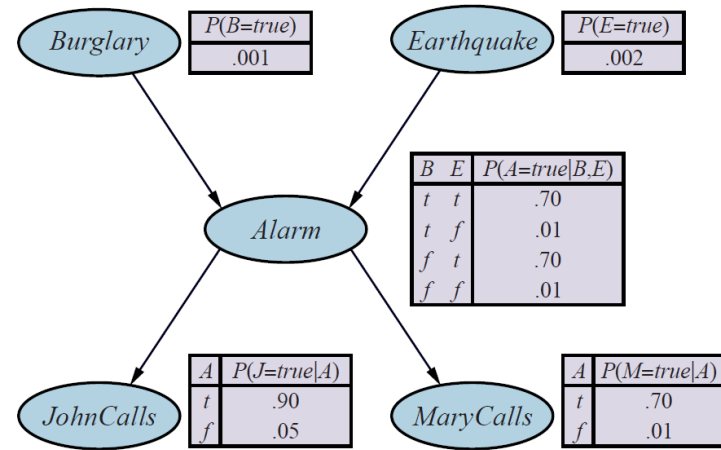 Burglary
P(B=true)
.001
Earthquake
P(E=true)
.002
Alarm
B E P(A=true|B,E)
t t .70
t f .01
f t .70
f f .01
JohnCalls
A P(J=true|A)
t .90
f .05
MaryCalls
A P(M=true|A)
t .70
f .01